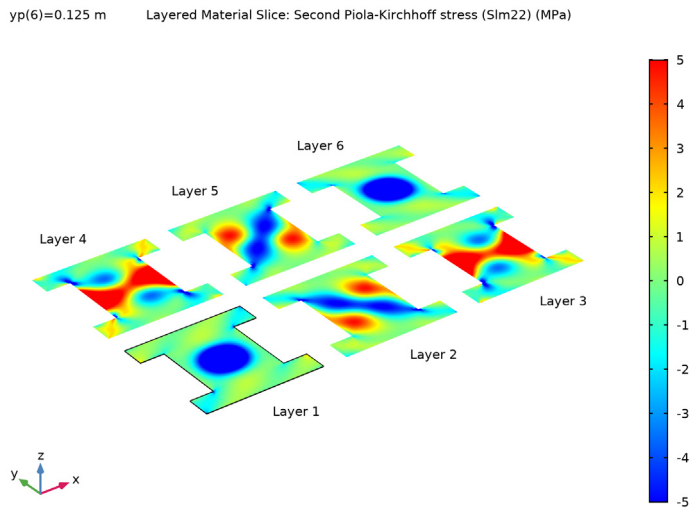 yp(6)=0.125 m Layered Material Slice: Second Piola-Kirchhoff stress (Slm22) (MPa)
Layer 6
Layer 5
Layer 4
Layer 3
Layer 2
Layer 1
5
4
3
2
1
0
-1
-2
-3
-4
-5
z
y
x